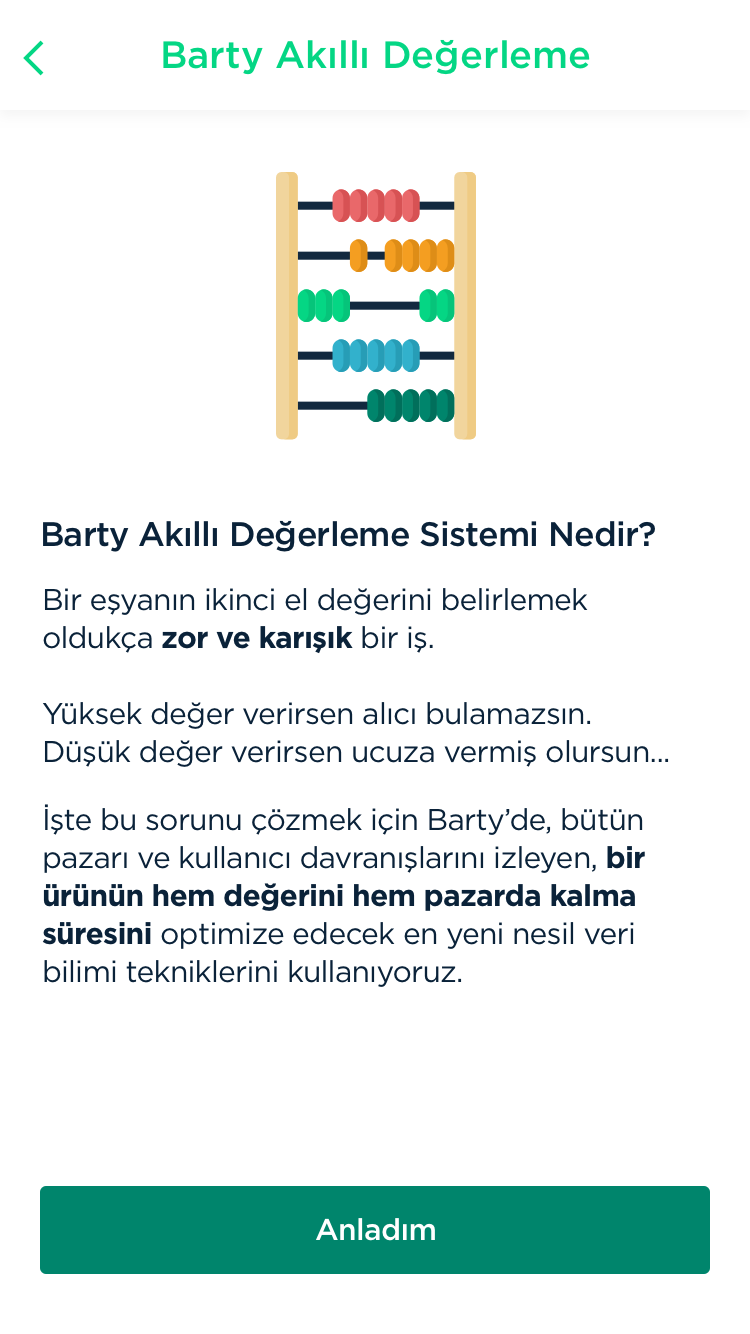 Barty Akıllı Değerleme
Barty Akıllı Değerleme Sistemi Nedir?
Bir eşyanın ikinci el değerini belirlemek
oldukça zor ve karışık bir iş.
Yüksek değer verirsen alıcı bulamazsın.
Düşük değer verirsen ucuza vermiş olursun...
İşte bu sorunu çözmek için Barty’de, bütün
pazarı ve kullanıcı davranışlarını izleyen, bir
ürünün hem değerini hem pazarda kalma
süresini optimize edecek en yeni nesil veri
bilimi tekniklerini kullanıyoruz.
Anladım